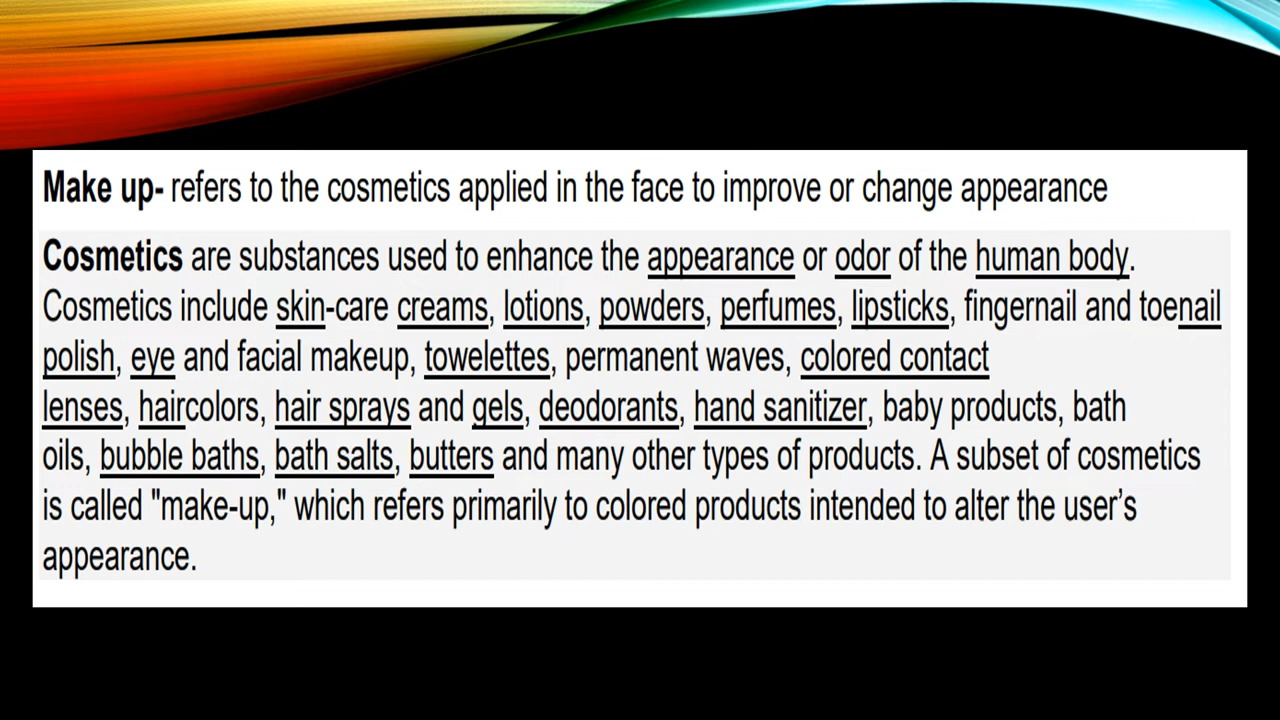 Make up- refers to the cosmetics applied in the face to improve or change appearance
Cosmetics are substances used to enhance the appearance or odor of the human body.
Cosmetics include skin-care creams, lotions, powders, perfumes, lipsticks, fingernail and toenail
polish, eye and facial makeup, towelettes, permanent waves, colored contact
lenses, haircolors, hair sprays and gels, deodorants, hand sanitizer, baby products, bath
oils, bubble baths, bath salts, butters and many other types of products. A subset of cosmetics
is called "make-up," which refers primarily to colored products intended to alter the user’s
appearance.